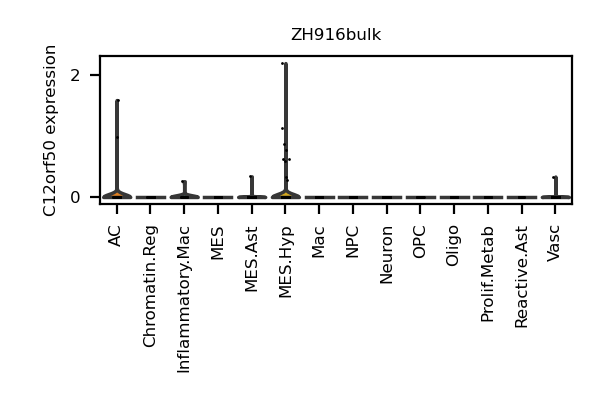 ZH916bulk
C12orf50 expression
2
0
AC
Chromatin.Reg
Inflammatory.Mac
MES
MES.Ast
MES.Hyp
Mac
NPC
Neuron
OPC
Oligo
Prolif.Metab
Reactive.Ast
Vasc